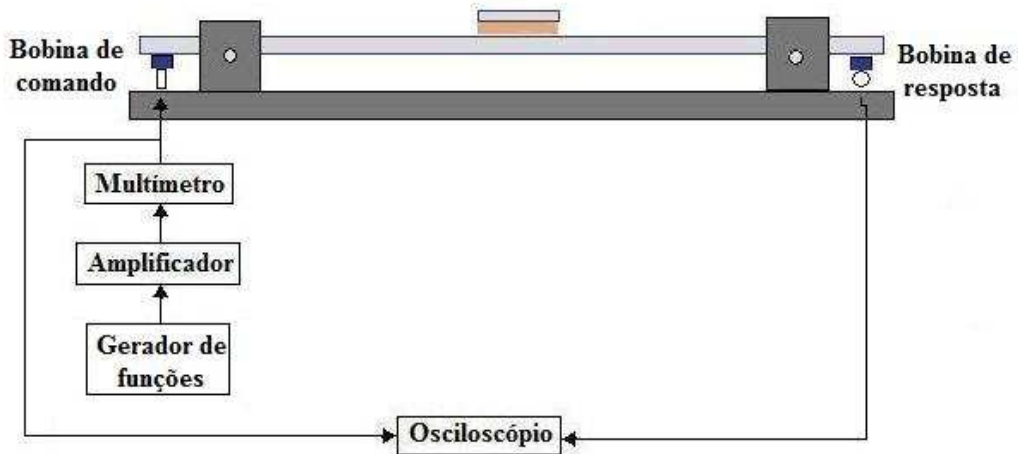 Bobina de
comando
Bobina de
resposta
Multímetro
Amplificador
Gerador de
funções
Osciloscópio